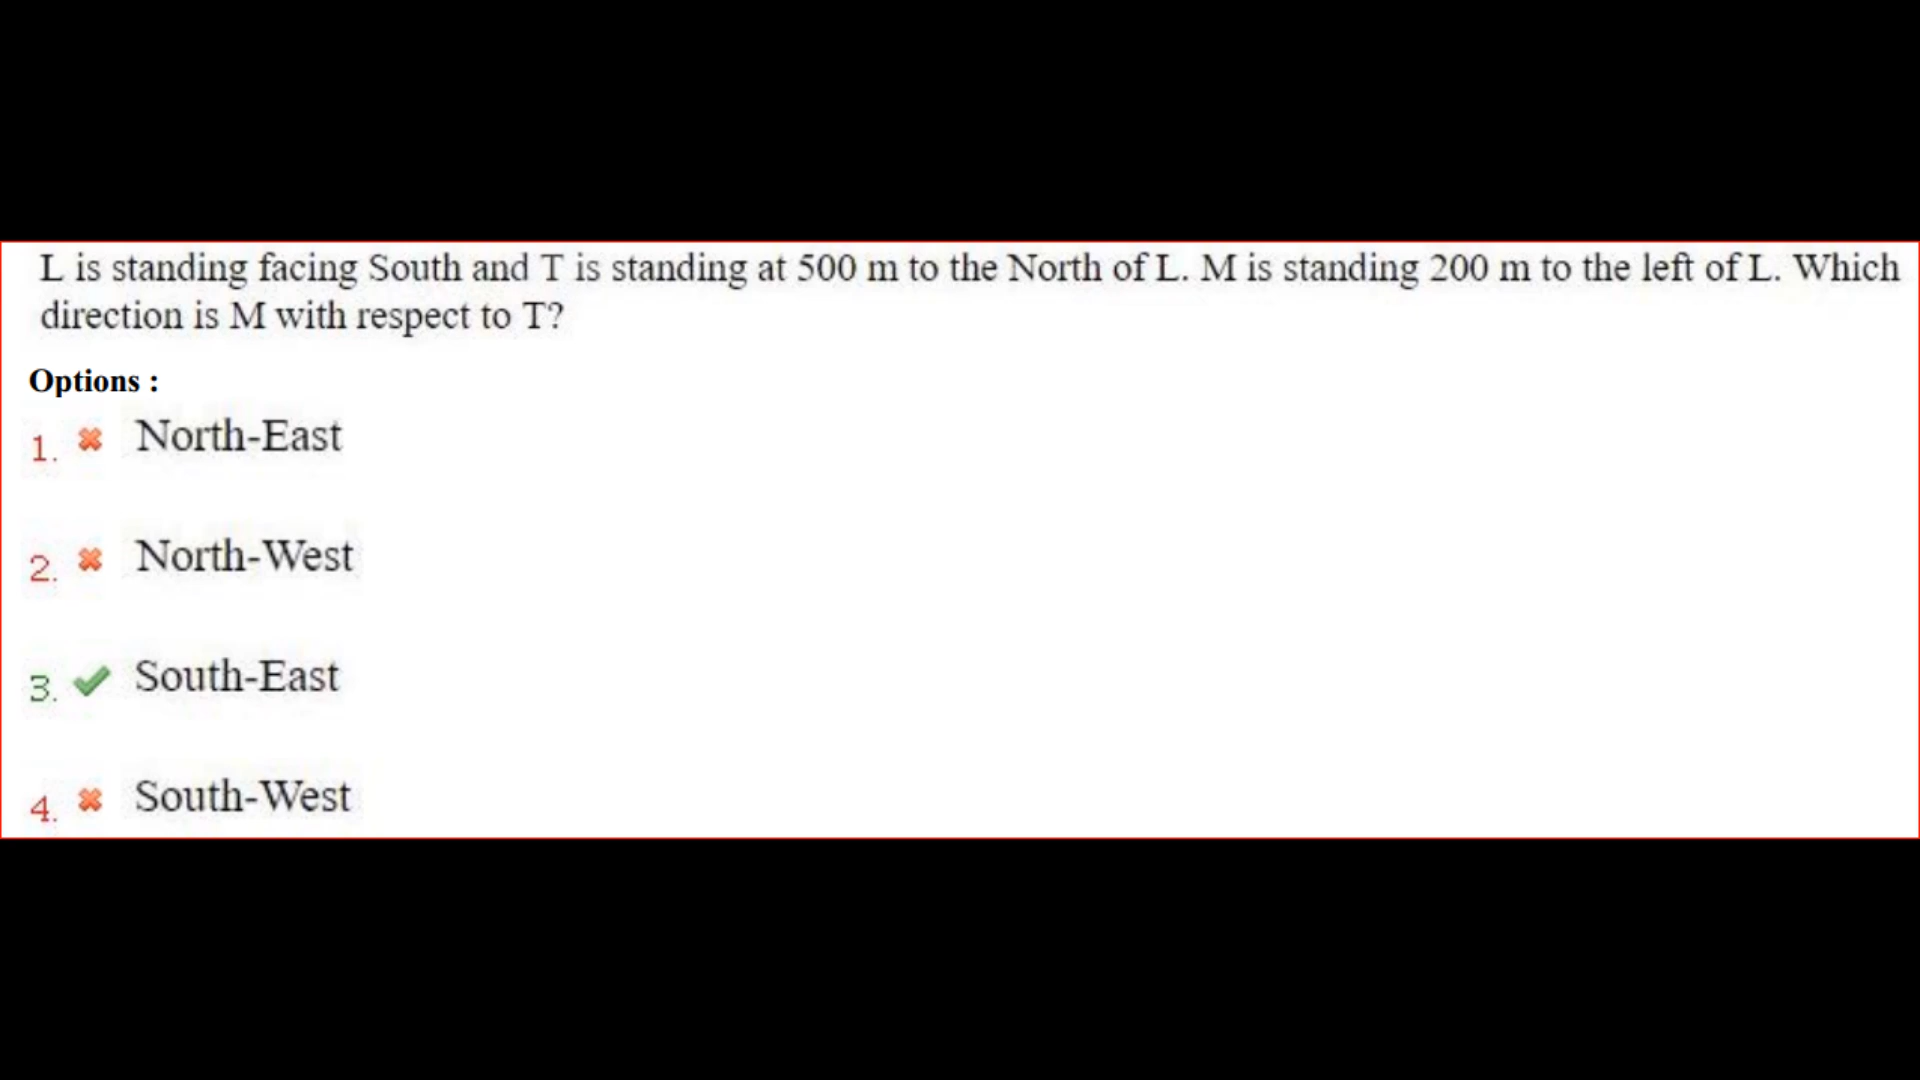 L is standing facing South and T is standing at 500 m to the North of L. M is standing 200 m to the left of L. Which
direction is M with respect to T?
Options :
1. North-East
2. North-West
3. South-East
4. South-West